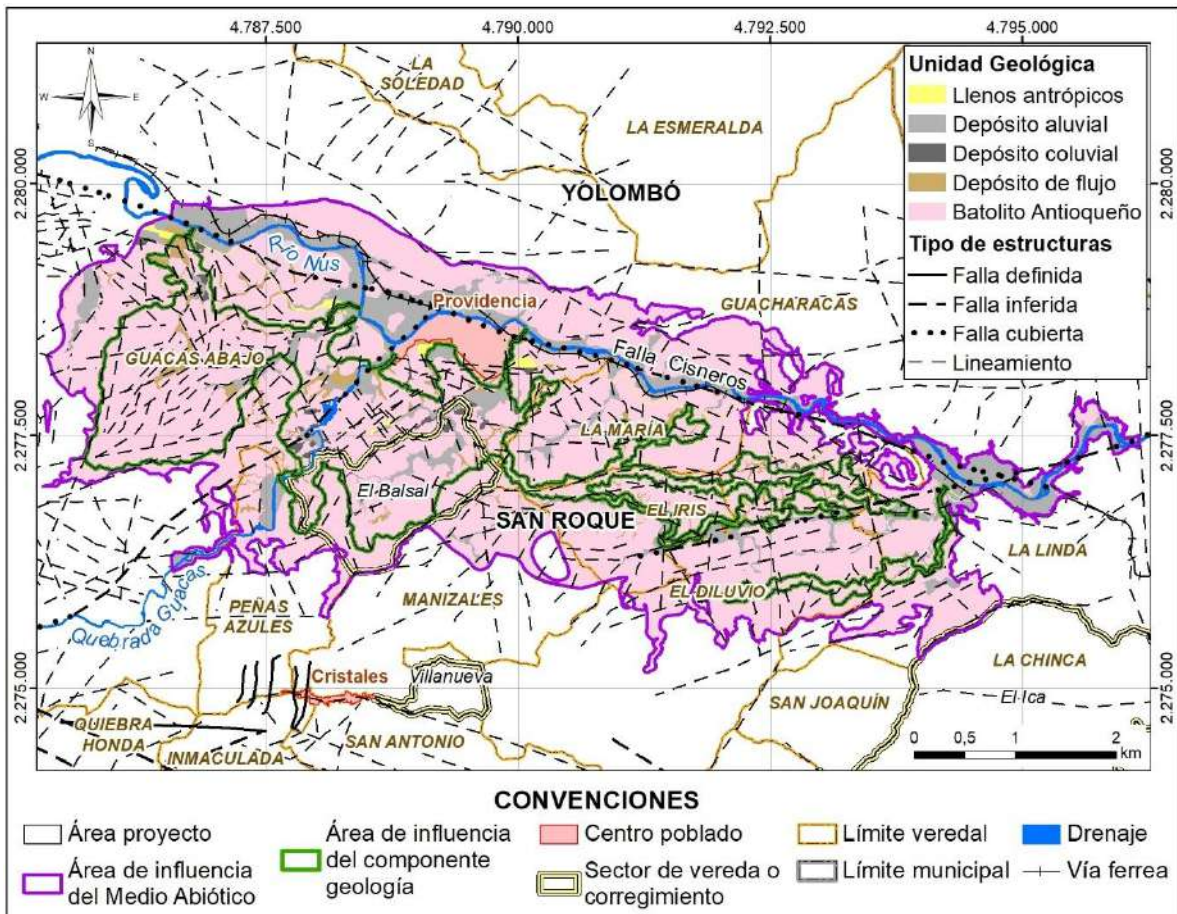 4.787.500
4.790.000
4.792.500
4.795.000
N
W
E
S
2.280.000
2.277.500
2.275.000
2.280.000
2.277.500
2.275.000
LA
SOLEDAD
LA ESMERALDA
YOLOMBÓ
Río Nus
Providencia
GUACHARACAS
GUACAS ABAJO
Falla Cisneros
LA MARÍA
El Balsal
SAN ROQUE
EL IRIS
LA LINDA
EL DILUVIO
Quebrada Guacas
PEÑAS
AZULES
MANIZALES
LA CHINCA
Cristales
Villanueva
SAN JOAQUÍN
El Ica
QUIEBRA
HONDA
INMACULADA
SAN ANTONIO
Unidad Geológica
Llenos antrópicos
Depósito aluvial
Depósito coluvial
Depósito de flujo
Batolito Antioqueño
Tipo de estructuras
Falla definida
Falla inferida
Falla cubierta
Lineamiento
0 0,5 1 2
km
CONVENCIONES
Área proyecto
Área de influencia
del Medio Abiótico
Área de influencia
del componente
geología
Centro poblado
Sector de vereda o
corregimiento
Límite veredal
Límite municipal
Drenaje
Vía ferrea